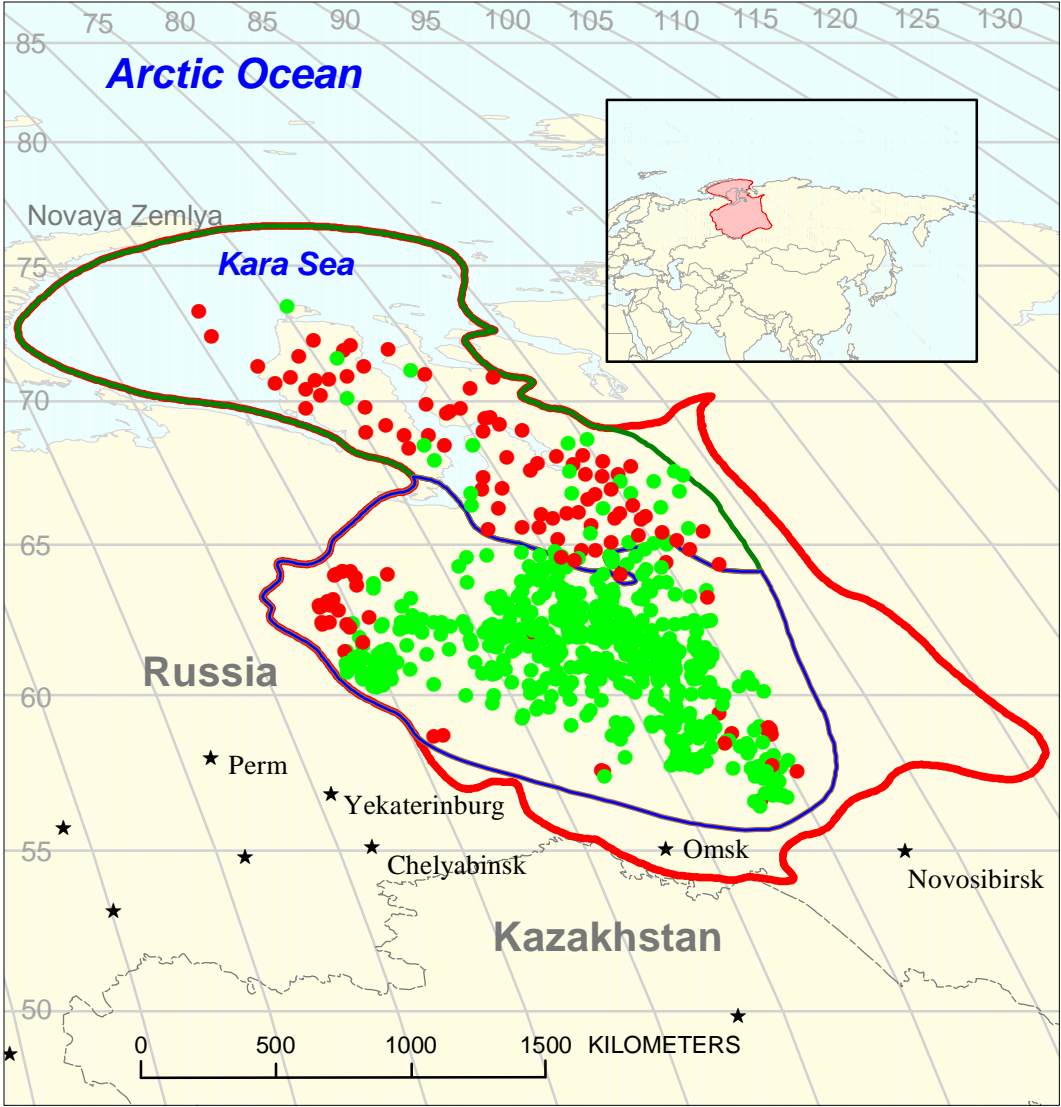 75 80 85 90 95 100 105 110 115 120 125 130
85
Arctic Ocean
80
Novaya Zemlya
75
Kara Sea
70
65
Russia
60
Perm
Yekaterinburg
55
Chelyabinsk
Omsk
Novosibirsk
Kazakhstan
50
0 500 1000 1500 KILOMETERS